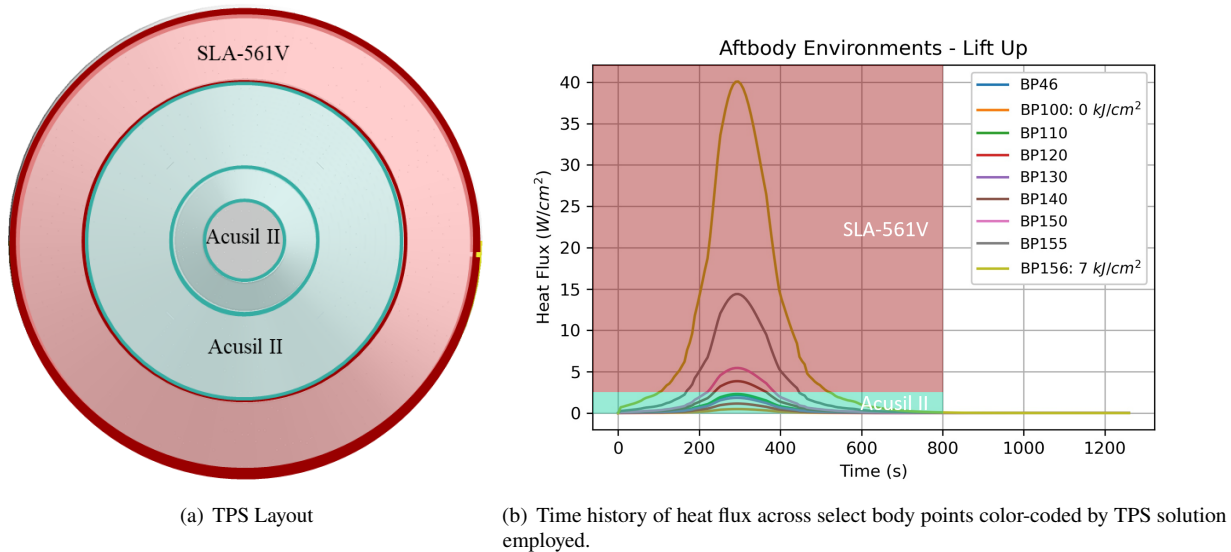 SLA-561V
Acusil II
Acusil II
(a) TPS Layout
Aftbody Environments - Lift Up
Heat Flux (W/cm²)
40
35
30
25
20
15
10
5
0
BP46
BP100: 0 kJ/cm²
BP110
BP120
BP130
BP140
BP150
BP155
BP156: 7 kJ/cm²
SLA-561V
Acusil II
0 200 400 600 800 1000 1200
Time (s)
(b) Time history of heat flux across select body points color-coded by TPS solution
employed.